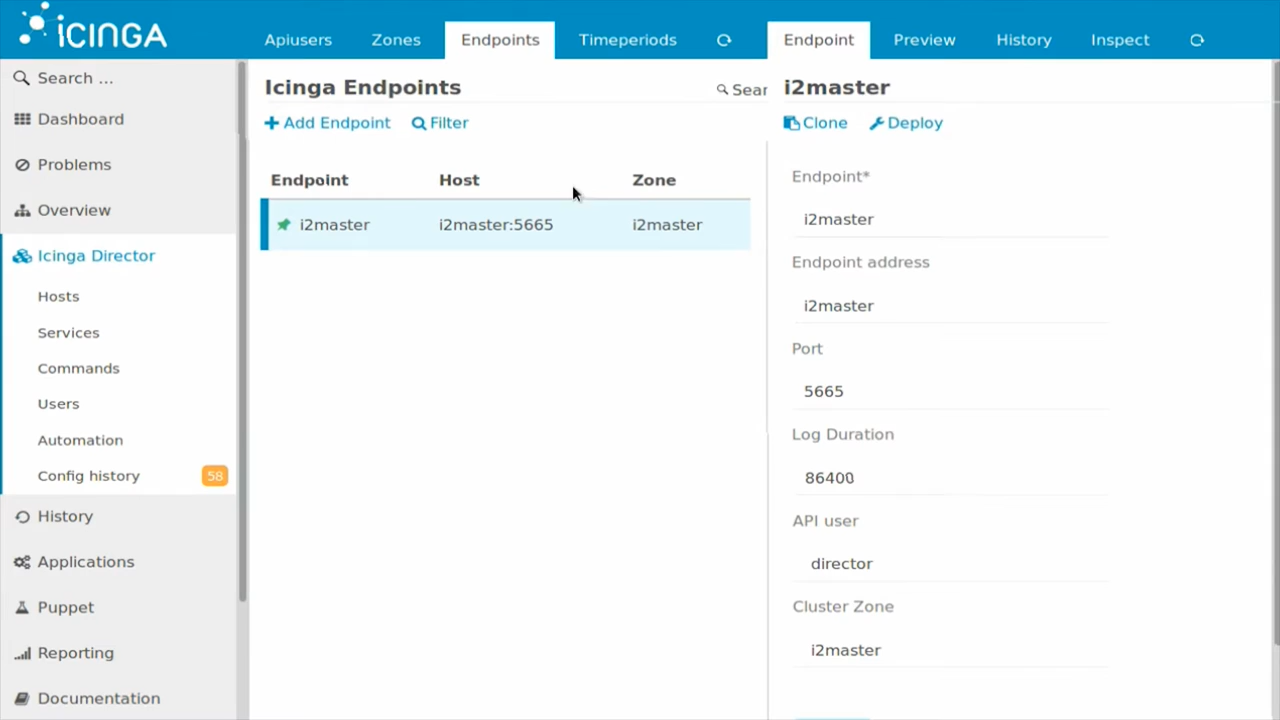 icinga
Apiusers Zones Endpoints Timeperiods
Endpoint Preview History Inspect
Search ...
Dashboard
Problems
Overview
Icinga Director
Hosts
Services
Commands
Users
Automation
Config history 58
History
Applications
Puppet
Reporting
Documentation
Icinga Endpoints Sear
Add Endpoint Filter
Endpoint Host Zone
i2master i2master:5665 i2master
i2master
Clone Deploy
Endpoint*
i2master
Endpoint address
i2master
Port
5665
Log Duration
86400
API user
director
Cluster Zone
i2master